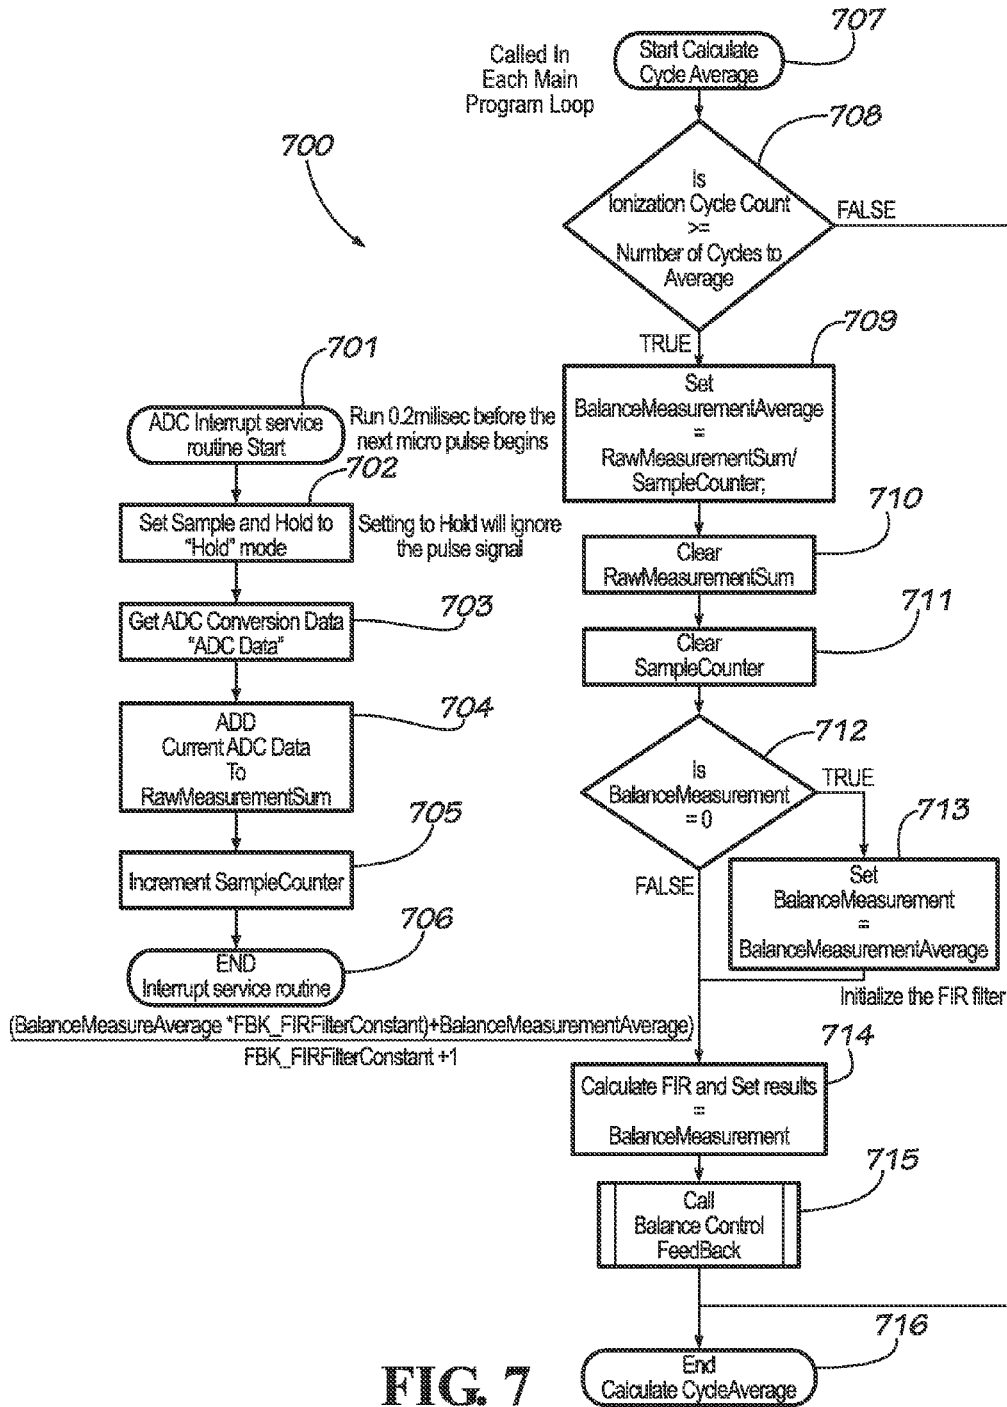 707
Start Calculate
Cycle Average
Called In
Each Main
Program Loop
708
700
Is
Ionization Cycle Count
>=
Number of Cycles to
Average
FALSE
TRUE
709
Set
BalanceMeasurementAverage
=
RawMeasurementSum/
SampleCounter;
701
ADC Interrupt service
routine Start
Run 0.2milisec before the
next micro pulse begins
702
Set Sample and Hold to
"Hold" mode
Setting to Hold will ignore
the pulse signal
710
Clear
RawMeasurementSum
703
Get ADC Conversion Data
"ADC Data"
711
Clear
SampleCounter
704
ADD
Current ADC Data
To
RawMeasurementSum
712
Is
BalanceMeasurement
= 0
TRUE
FALSE
713
Set
BalanceMeasurement
=
BalanceMeasurementAverage
Initialize the FIR filter
705
Increment SampleCounter
706
END
Interrupt service routine
(BalanceMeasureAverage *FBK_FIRFilterConstant)+BalanceMeasurementAverage)
FBK_FIRFilterConstant +1
714
Calculate FIR and Set results
=
BalanceMeasurement
715
Call
Balance Control
FeedBack
716
End
Calculate CycleAverage
FIG. 7